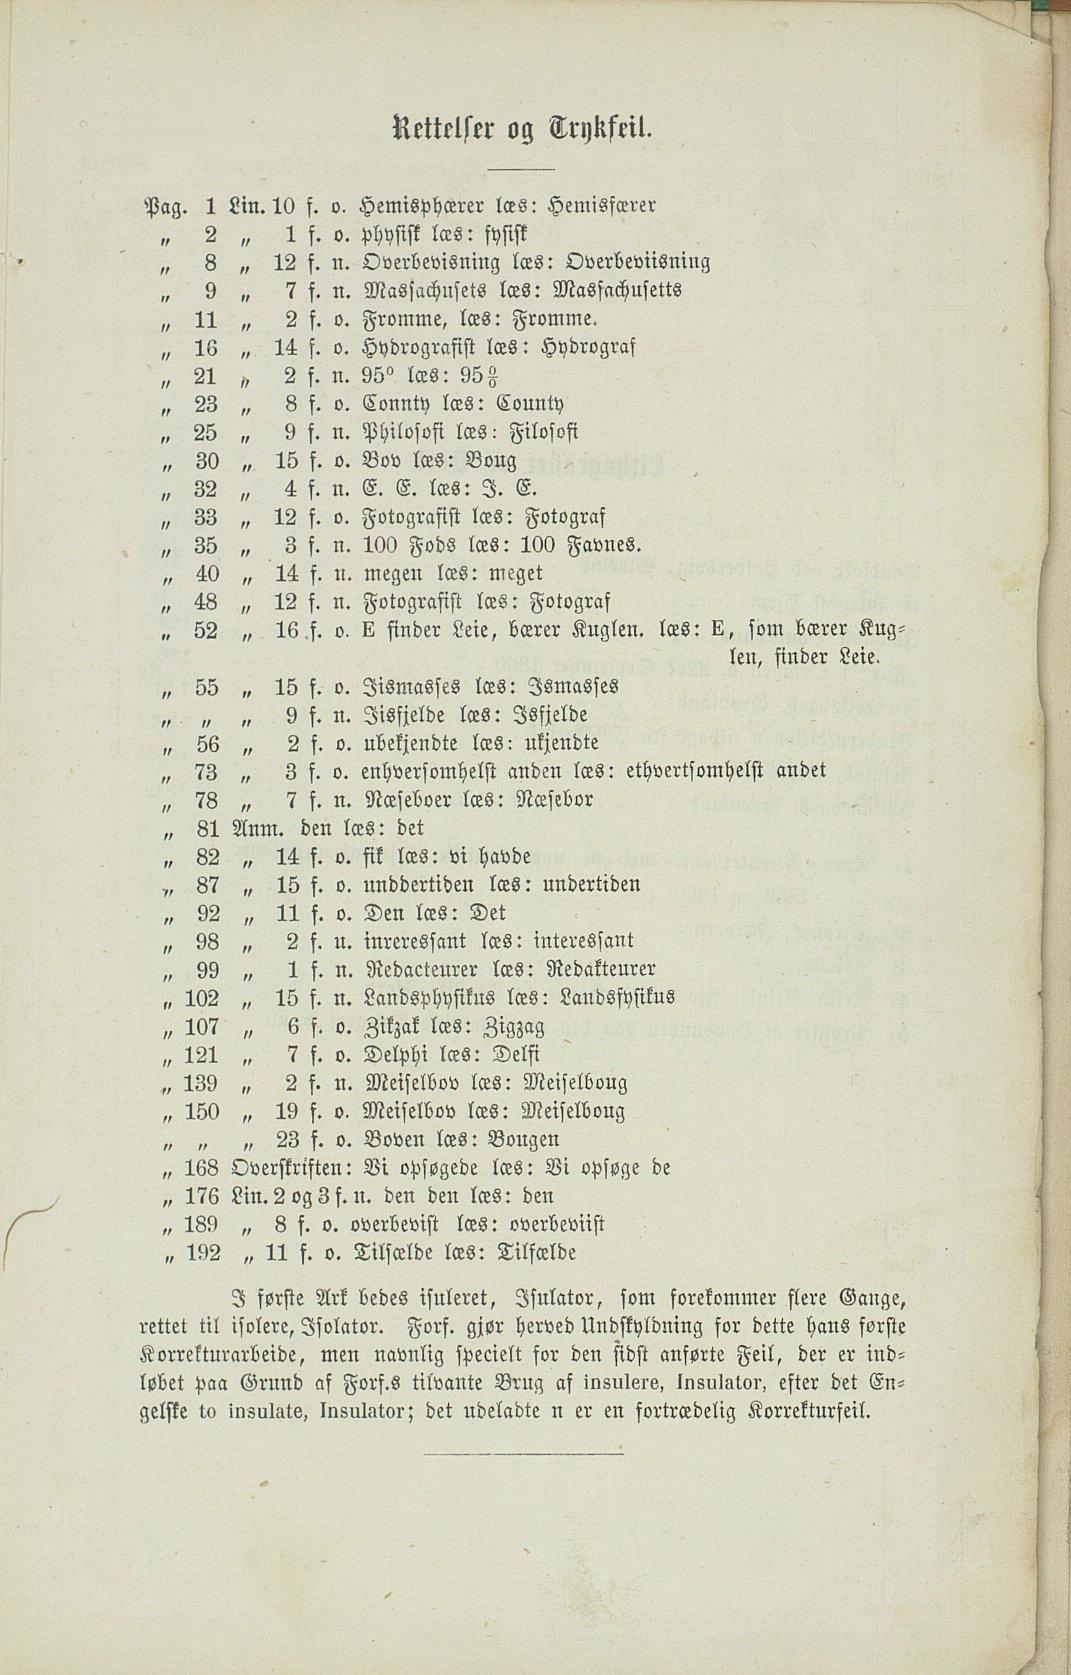 Rettelser og Trykfeil.
Pag. 1 Lin. 10 f. o. Hemisphærer læs: Hemisfærer
„ 2 „ 1 f. o. physisk læs: fysisk
„ 8 „ 12 f. n. Overbevisning læs: Overbeviisning
„ 9 „ 7 f. n. Massachusets læs: Massachusetts
„ 11 „ 2 f. o. Fromme, læs: Fromme.
„ 16 „ 14 f. o. Hydrografist læs: Hydrograf
„ 21 „ 2 f. n. 95⁰ læs: 95 %
„ 23 „ 8 f. o. Connty læs: County
„ 25 „ 9 f. n. Philosofi læs: Filosofi
„ 30 „ 15 f. o. Bov læs: Boug
„ 32 „ 4 f. n. E. E. læs: J. E.
„ 33 „ 12 f. o. Fotografist læs: Fotograf
„ 35 „ 3 f. n. 100 Fods læs: 100 Favnes.
„ 40 „ 14 f. n. megen læs: meget
„ 48 „ 12 f. n. Fotografist læs: Fotograf
„ 52 „ 16 f. o. E finder Leie, bærer Kuglen. læs: E, som bærer Kug-
len, finder Leie.
„ 55 „ 15 f. o. Iismasses læs: Ismasses
„ „ „ 9 f. n. Iisfjelde læs: Isfjelde
„ 56 „ 2 f. o. ubekjendte læs: ukjendte
„ 73 „ 3 f. o. enhversomhelst anden læs: ethvertsomhelst andet
„ 78 „ 7 f. n. Næseboer læs: Næsebor
„ 81 Anm. den læs: det
„ 82 „ 14 f. o. fik læs: vi havde
„ 87 „ 15 f. o. unddertiden læs: undertiden
„ 92 „ 11 f. o. Den læs: Det
„ 98 „ 2 f. n. inreressant læs: interessant
„ 99 „ 1 f. n. Redacteurer læs: Redakteurer
„ 102 „ 15 f. n. Landsphysikus læs: Landsfysikus
„ 107 „ 6 f. o. Zikzak læs: Zigzag
„ 121 „ 7 f. o. Delphi læs: Delfi
„ 139 „ 2 f. n. Meiselbov læs: Meiselboug
„ 150 „ 19 f. o. Meiselbov læs: Meiselboug
„ „ „ 23 f. o. Boven læs: Bougen
„ 168 Overskriften: Vi opsøgede læs: Vi opsøge de
„ 176 Lin. 2 og 3 f. n. den den læs: den
„ 189 „ 8 f. o. overbevist læs: overbeviist
„ 192 „ 11 f. o. Tilsælde læs: Tilfælde
I første Ark bedes isuleret, Isulator, som forekommer flere Gange,
rettet til isolere, Isolator. Forf. gjør herved Undskyldning for dette hans første
Korrekturarbeide, men navnlig specielt for den sidst anførte Feil, der er ind-
løbet paa Grund af Forf.s tilvante Brug af insulere, Insulator, efter det En-
gelske to insulate, Insulator; det udeladte n er en fortrædelig Korrekturfeil.